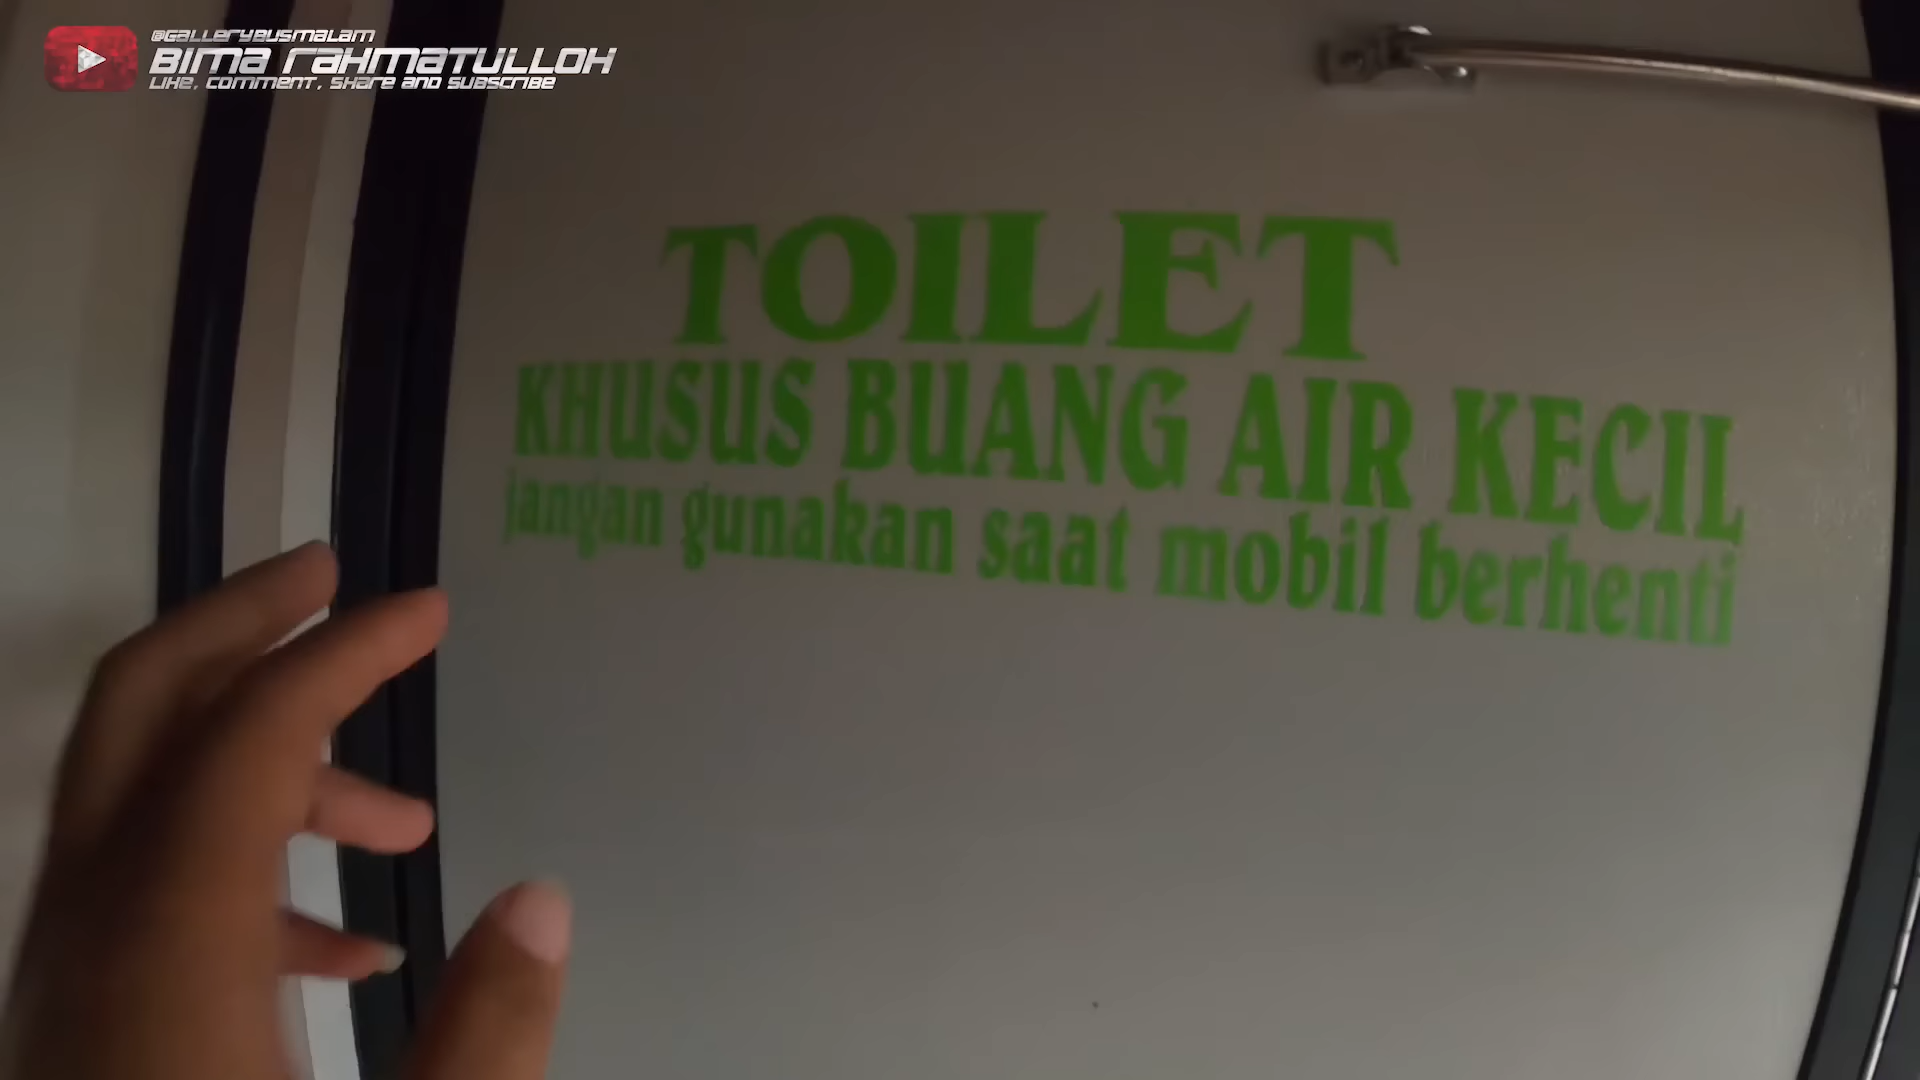 @GALLERYBUSMALAM
BIMA RAHMATULLOH
LIKE, COMMENT, SHARE AND SUBSCRIBE
TOILET
KHUSUS BUANG AIR KECIL
jangan gunakan saat mobil berhenti